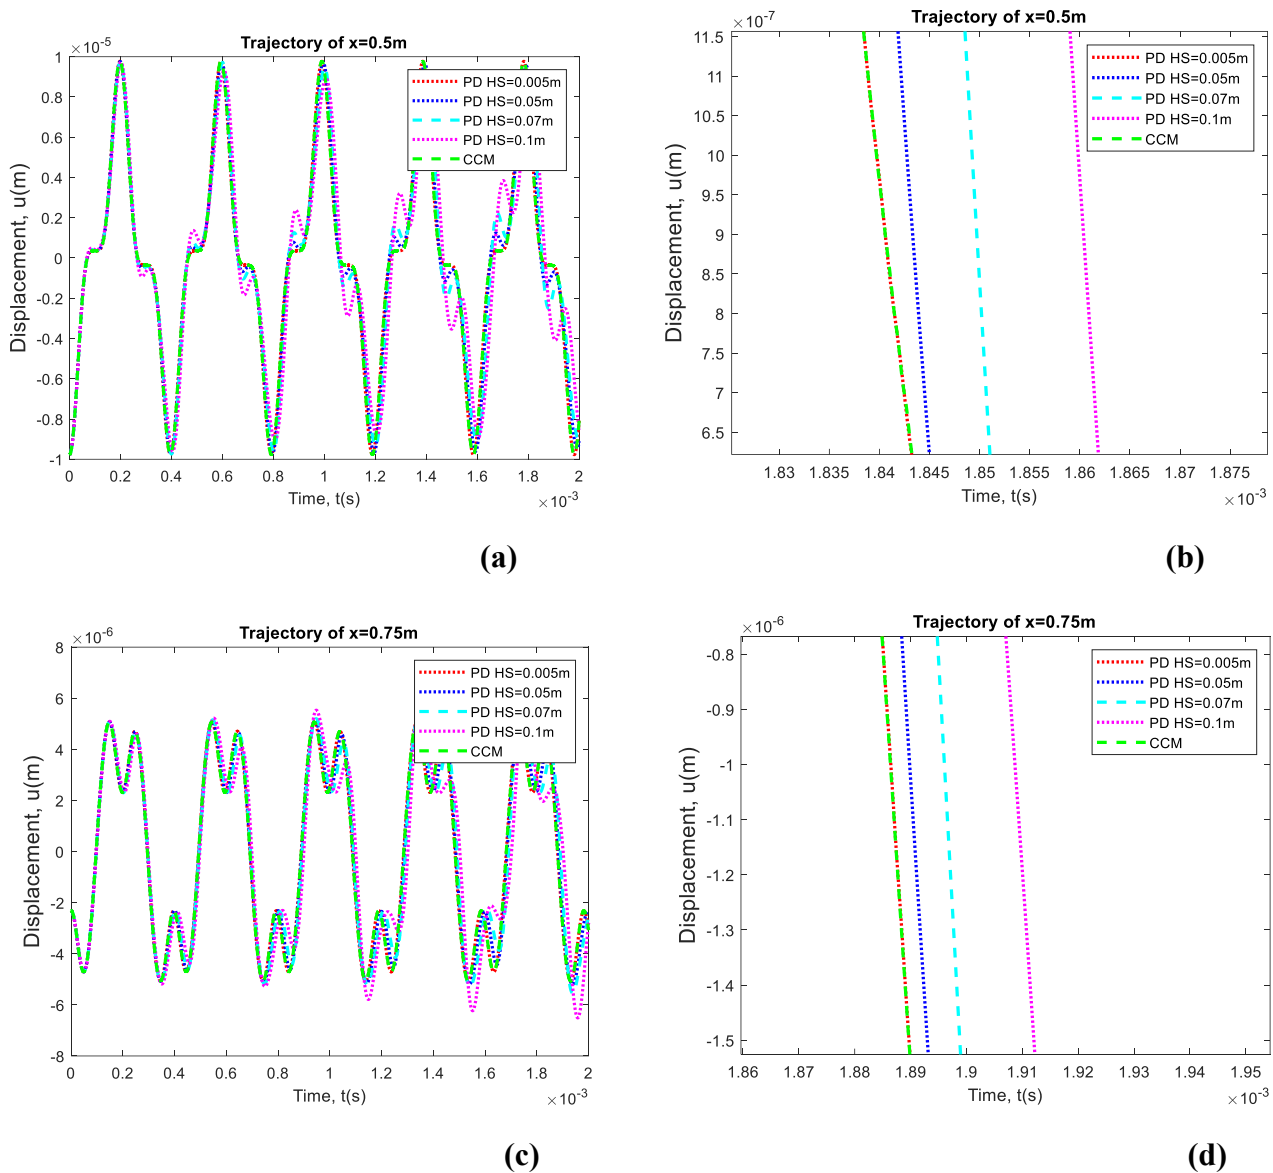 Trajectory of x=0.5m
×10⁻⁵
1
0.8
0.6
0.4
0.2
0
-0.2
-0.4
-0.6
-0.8
-1
Displacement, u(m)
0 0.2 0.4 0.6 0.8 1 1.2 1.4 1.6 1.8 2
Time, t(s)
×10⁻³
PD HS=0.005m
PD HS=0.05m
PD HS=0.07m
PD HS=0.1m
CCM
(a)
Trajectory of x=0.5m
×10⁻⁷
11.5
11
10.5
10
9.5
9
8.5
8
7.5
7
6.5
Displacement, u(m)
1.83 1.835 1.84 1.845 1.85 1.855 1.86 1.865 1.87 1.875
Time, t(s)
×10⁻³
PD HS=0.005m
PD HS=0.05m
PD HS=0.07m
PD HS=0.1m
CCM
(b)
Trajectory of x=0.75m
×10⁻⁶
8
6
4
2
0
-2
-4
-6
-8
Displacement, u(m)
0 0.2 0.4 0.6 0.8 1 1.2 1.4 1.6 1.8 2
Time, t(s)
×10⁻³
PD HS=0.005m
PD HS=0.05m
PD HS=0.07m
PD HS=0.1m
CCM
(c)
Trajectory of x=0.75m
×10⁻⁶
-0.8
-0.9
-1
-1.1
-1.2
-1.3
-1.4
-1.5
Displacement, u(m)
1.86 1.87 1.88 1.89 1.9 1.91 1.92 1.93 1.94 1.95
Time, t(s)
×10⁻³
PD HS=0.005m
PD HS=0.05m
PD HS=0.07m
PD HS=0.1m
CCM
(d)